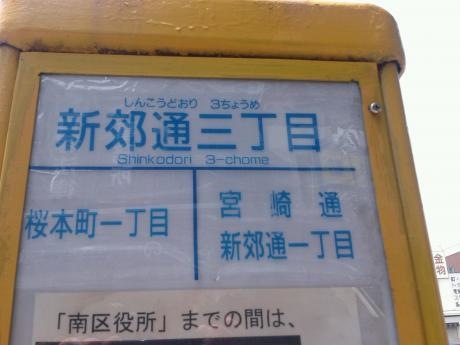 しんこうどおり 3ちょうめ
新郊通三丁目
Shinkodori 3-chome
桜本町一丁目
宮崎通
新郊通一丁目
「南区役所」までの間は、
金物